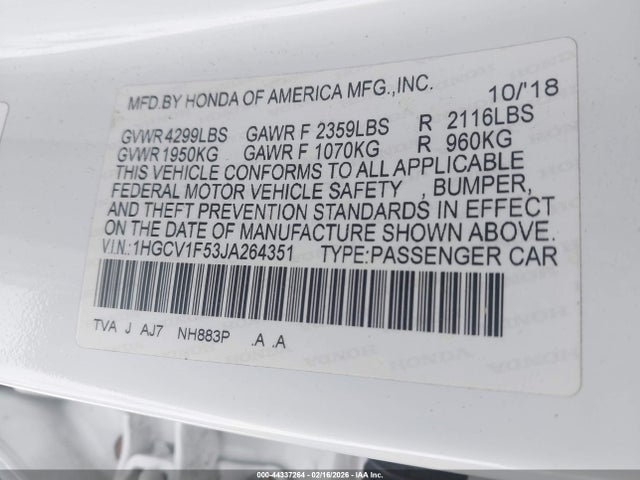 MFD.BY HONDA OF AMERICA MFG.,INC. 10/'18
GVWR 4299LBS GAWR F 2359LBS R 2116LBS
GVWR 1950KG GAWR F 1070KG R 960KG
THIS VEHICLE CONFORMS TO ALL APPLICABLE
FEDERAL MOTOR VEHICLE SAFETY , BUMPER,
AND THEFT PREVENTION STANDARDS IN EFFECT
ON THE DATE OF MANUFACTURE SHOWN ABOVE.
V.I.N.:1HGCV1F53JA264351 TYPE:PASSENGER CAR
TVA J AJ7 NH883P .A .A
000-44337264 - 02/16/2026 - IAAI.COM